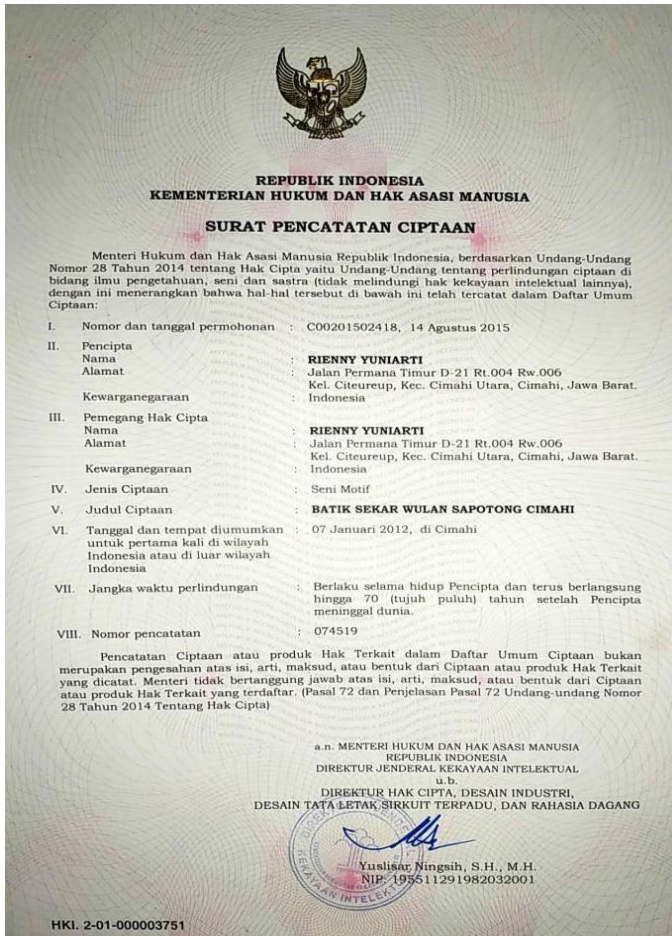 REPUBLIK INDONESIA
KEMENTERIAN HUKUM DAN HAK ASASI MANUSIA
SURAT PENCATATAN CIPTAAN
Menteri Hukum dan Hak Asasi Manusia Republik Indonesia, berdasarkan Undang-Undang
Nomor 28 Tahun 2014 tentang Hak Cipta yaitu Undang-Undang tentang perlindungan ciptaan di
bidang ilmu pengetahuan, seni dan sastra (tidak melindungi hak kekayaan intelektual lainnya),
dengan ini menerangkan bahwa hal-hal tersebut di bawah ini telah tercatat dalam Daftar Umum
Ciptaan:
I. Nomor dan tanggal permohonan : C00201502418, 14 Agustus 2015
II. Pencipta
Nama : RIENNY YUNIARTI
Alamat : Jalan Permana Timur D-21 Rt.004 Rw.006
Kel. Citeureup, Kec. Cimahi Utara, Cimahi, Jawa Barat.
Kewarganegaraan : Indonesia
III. Pemegang Hak Cipta
Nama : RIENNY YUNIARTI
Alamat : Jalan Permana Timur D-21 Rt.004 Rw.006
Kel. Citeureup, Kec. Cimahi Utara, Cimahi, Jawa Barat.
Kewarganegaraan : Indonesia
IV. Jenis Ciptaan : Seni Motif
V. Judul Ciptaan : BATIK SEKAR WULAN SAPOTONG CIMAHI
VI. Tanggal dan tempat diumumkan : 07 Januari 2012, di Cimahi
untuk pertama kali di wilayah
Indonesia atau di luar wilayah
Indonesia
VII. Jangka waktu perlindungan : Berlaku selama hidup Pencipta dan terus berlangsung
hingga 70 (tujuh puluh) tahun setelah Pencipta
meninggal dunia.
VIII. Nomor pencatatan : 074519
Pencatatan Ciptaan atau produk Hak Terkait dalam Daftar Umum Ciptaan bukan
merupakan pengesahan atas isi, arti, maksud, atau bentuk dari Ciptaan atau produk Hak Terkait
yang dicatat. Menteri tidak bertanggung jawab atas isi, arti, maksud, atau bentuk dari Ciptaan
atau produk Hak Terkait yang terdaftar. (Pasal 72 dan Penjelasan Pasal 72 Undang-undang Nomor
28 Tahun 2014 Tentang Hak Cipta)
a.n. MENTERI HUKUM DAN HAK ASASI MANUSIA
REPUBLIK INDONESIA
DIREKTUR JENDERAL KEKAYAAN INTELEKTUAL
u.b.
DIREKTUR HAK CIPTA, DESAIN INDUSTRI,
DESAIN TATA LETAK SIRKUIT TERPADU, DAN RAHASIA DAGANG
Yuslisar Ningsih, S.H., M.H.
NIP. 195511291982032001
HKI. 2-01-000003751